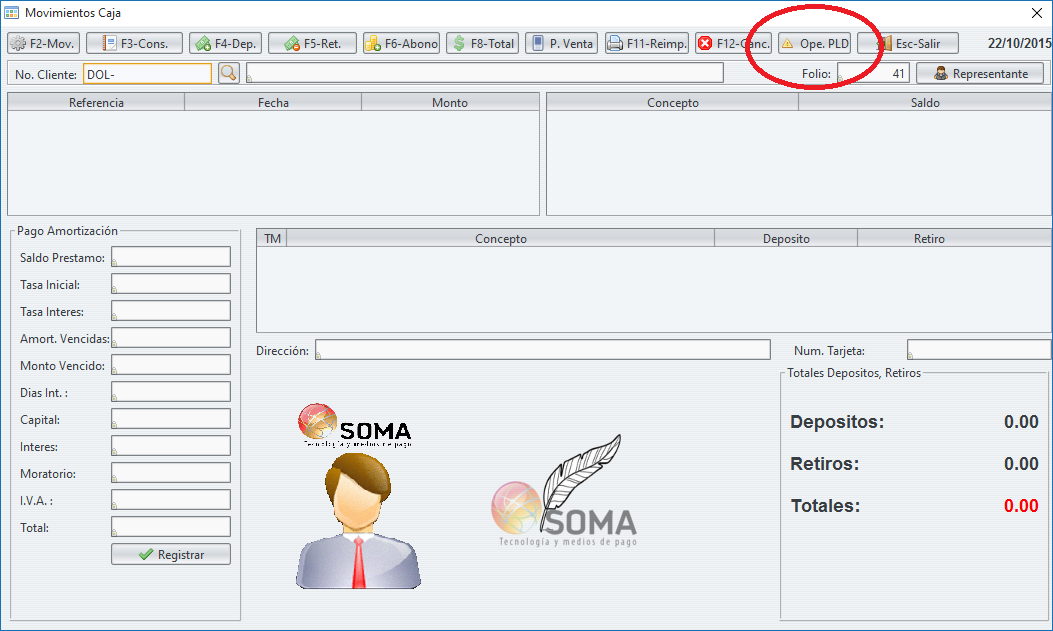 Movimientos Caja
F2-Mov. F3-Cons. F4-Dep. F5-Ret. F6-Abono F8-Total P. Venta F11-Reimp. F12-Canc. Ope. PLD Esc-Salir 22/10/2015
No. Cliente: DOL- Folio: 41 Representante
Referencia Fecha Monto Concepto Saldo
Pago Amortización
TM Concepto Deposito Retiro
Saldo Prestamo:
Tasa Inicial:
Tasa Interes:
Amort. Vencidas:
Dirección: Num. Tarjeta:
Monto Vencido:
Totales Depositos, Retiros
Dias Int. :
Capital:
Depositos: 0.00
Interes:
Retiros: 0.00
Moratorio:
I.V.A. :
Totales: 0.00
Total:
Registrar
SOMA
Tecnología y medios de pago
SOMA
Tecnología y medios de pago